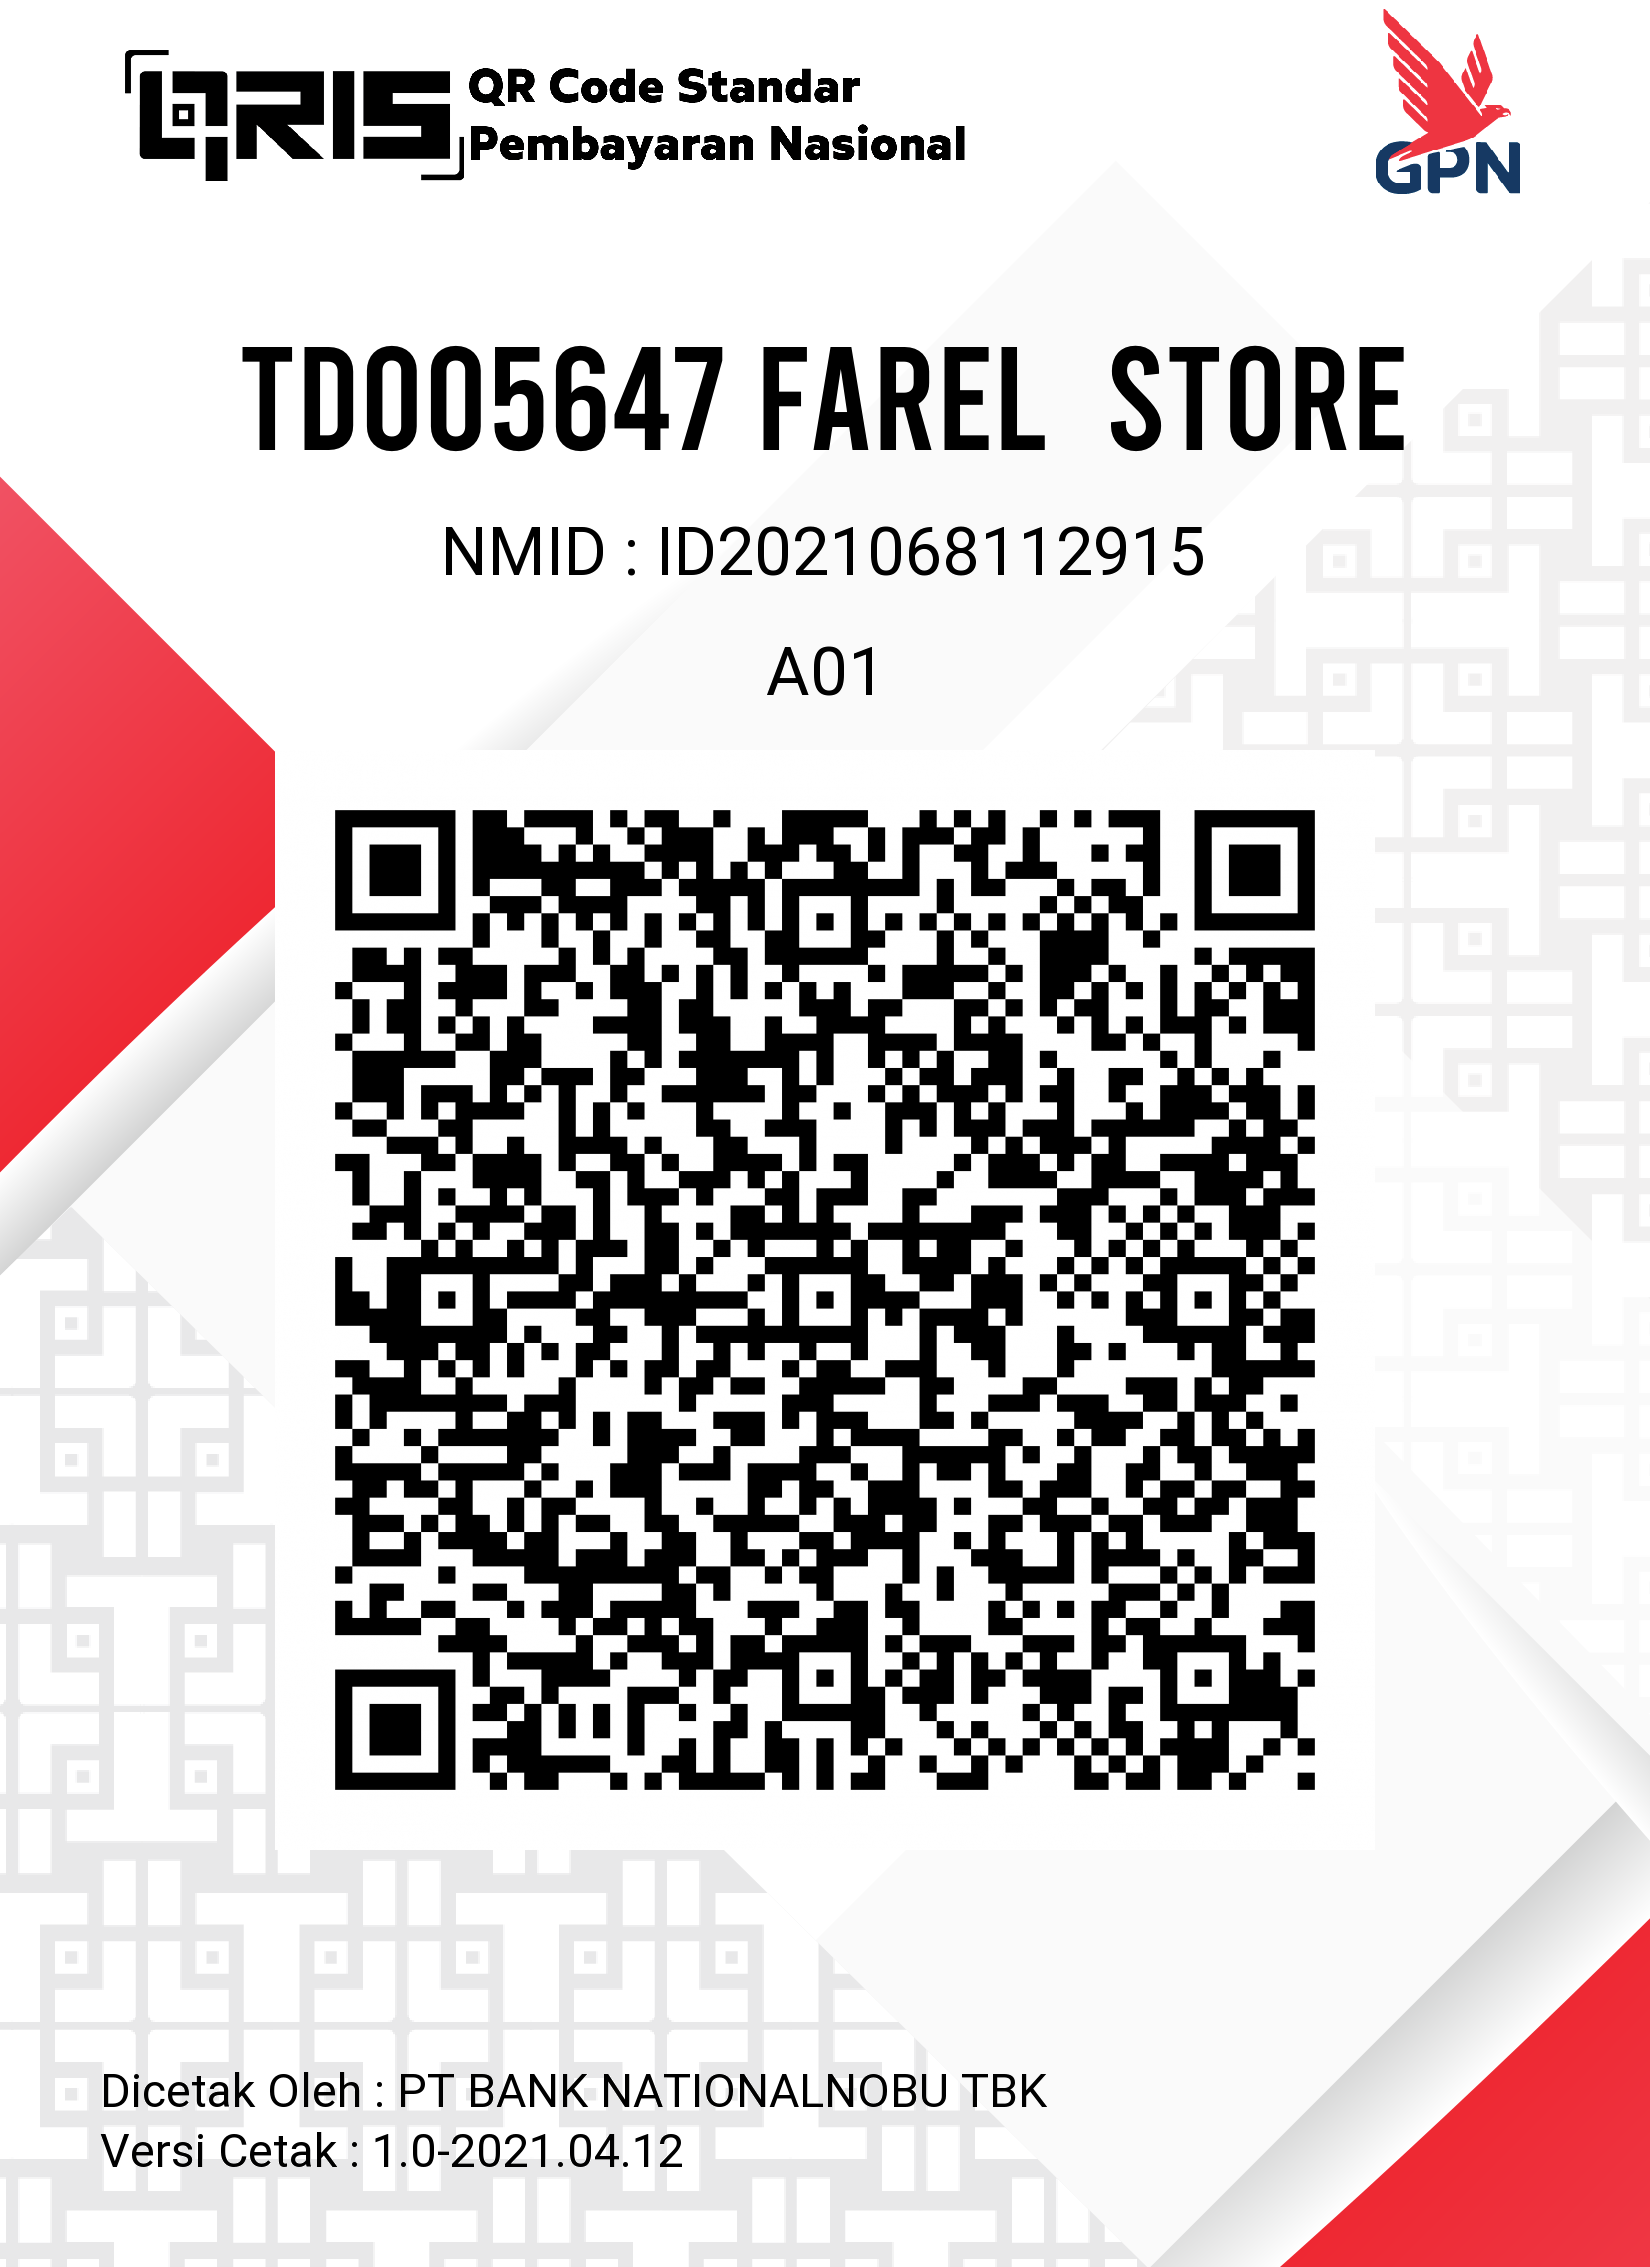 QRIS QR Code Standar
Pembayaran Nasional
GPN
TD005647 FAREL  STORE
NMID : ID2021068112915
A01
Dicetak Oleh : PT BANK NATIONALNOBU TBK
Versi Cetak : 1.0-2021.04.12